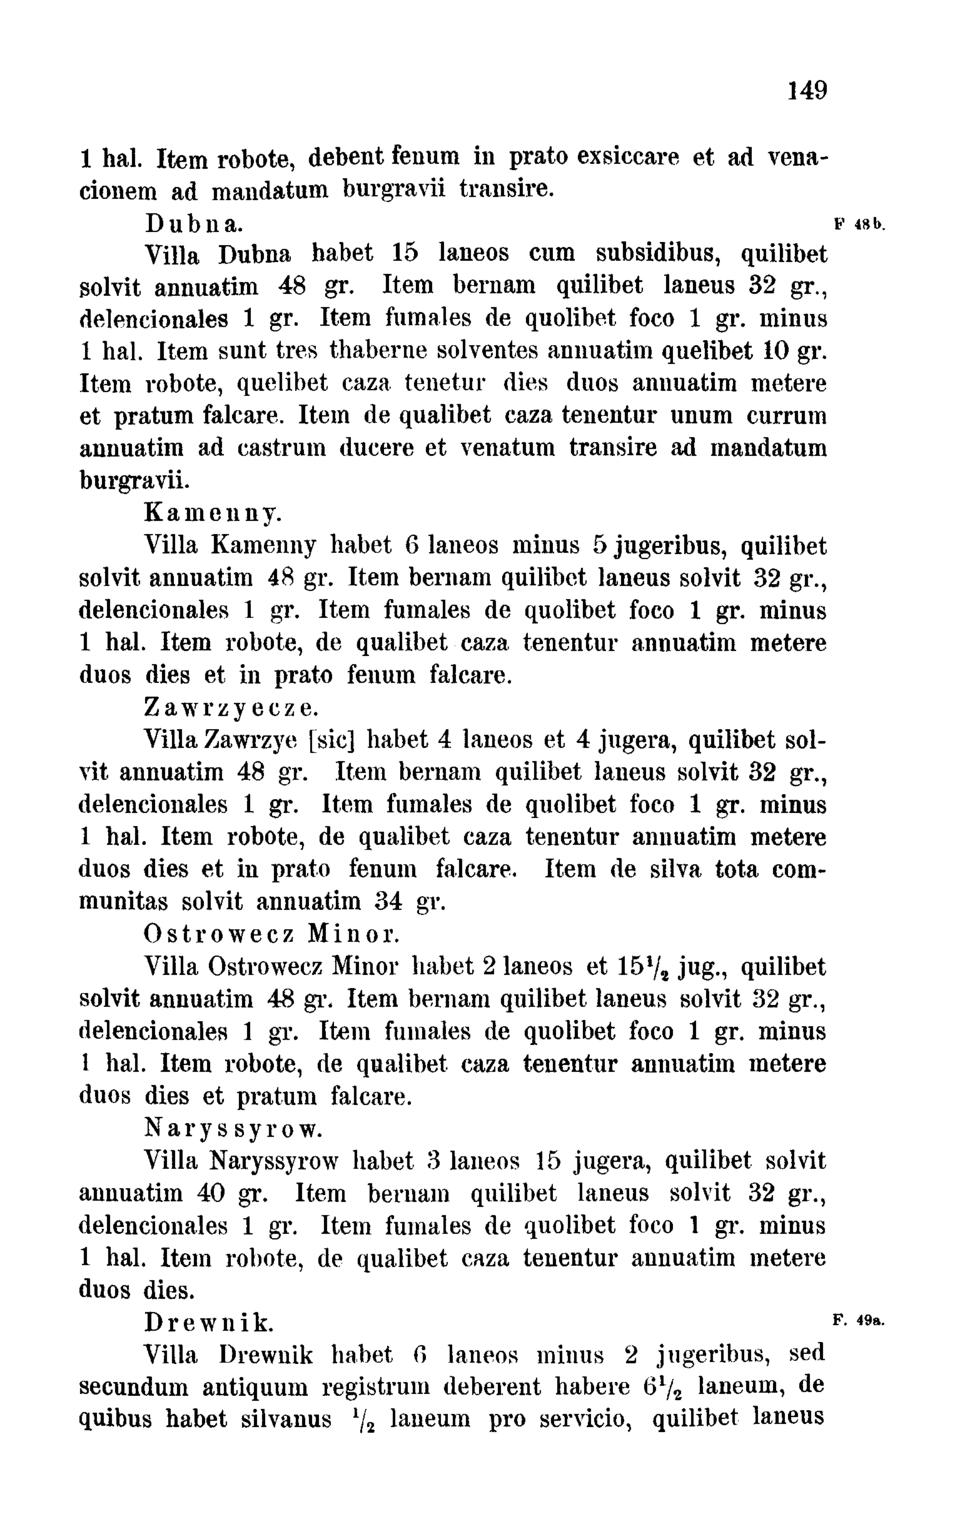 149
1 hal. Item robote, debent fenum in prato exsiccare et ad vena-
cionem ad mandatum burgravii transire.
Dubna.
F 48b.
Villa Dubna habet 15 laneos cum subsidibus, quilibet
solvit annuatim 48 gr. Item bernam quilibet laneus 32 gr.,
delencionales 1 gr. Item fumales de quolibet foco 1 gr. minus
1 hal. Item sunt tres thaberne solventes annuatim quelibet 10 gr.
Item robote, quelibet caza tenetur dies duos annuatim metere
et pratum falcare. Item de qualibet caza tenentur unum currum
annuatim ad castrum ducere et venatum transire ad mandatum
burgravii.
Kamenny.
Villa Kamenny habet 6 laneos minus 5 jugeribus, quilibet
solvit annuatim 48 gr. Item bernam quilibet laneus solvit 32 gr.,
delencionales 1 gr. Item fumales de quolibet foco 1 gr. minus
1 hal. Item robote, de qualibet caza tenentur annuatim metere
duos dies et in prato fenum falcare.
Zawrzyecze.
Villa Zawrzye [sic] habet 4 laneos et 4 jugera, quilibet sol-
vit annuatim 48 gr. Item bernam quilibet laneus solvit 32 gr.,
delencionales 1 gr. Item fumales de quolibet foco 1 gr. minus
1 hal. Item robote, de qualibet caza tenentur annuatim metere
duos dies et in prato fenum falcare. Item de silva tota com-
munitas solvit annuatim 34 gr.
Ostrowecz Minor.
Villa Ostrowecz Minor habet 2 laneos et 15½ jug., quilibet
solvit annuatim 48 gr. Item bernam quilibet laneus solvit 32 gr.,
delencionales 1 gr. Item fumales de quolibet foco 1 gr. minus
1 hal. Item robote, de qualibet caza tenentur annuatim metere
duos dies et pratum falcare.
Naryssyrow.
Villa Naryssyrow habet 3 laneos 15 jugera, quilibet solvit
annuatim 40 gr. Item bernam quilibet laneus solvit 32 gr.,
delencionales 1 gr. Item fumales de quolibet foco 1 gr. minus
1 hal. Item robote, de qualibet caza tenentur annuatim metere
duos dies.
Drewnik.
F. 49a.
Villa Drewnik habet 6 laneos minus 2 jugeribus, sed
secundum antiquum registrum deberent habere 6½ laneum, de
quibus habet silvanus ½ laneum pro servicio, quilibet laneus